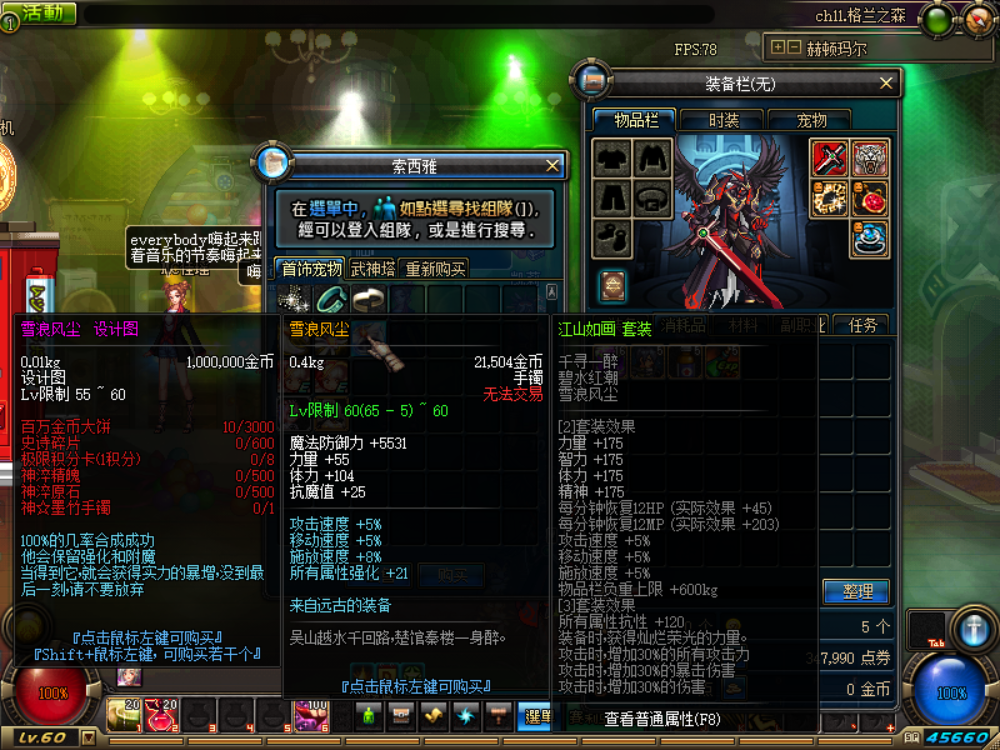 活動
1
ch11.格兰之森
FPS:78
赫顿玛尔
机
装备栏(无)
物品栏
时装
宠物
索西雅
在選單中,
如點選尋找組隊(]),
經可以登入組隊, 或是進行搜尋.
everybody嗨起来
着音乐的节奏嗨起
嗨
首饰宠物
武神塔
重新购买
消耗品
材料
副职业
任务
雪浪风尘 设计图
0.01kg
1,000,000金币
设计图
Lv限制 55 ~ 60
百万金币大饼 10/3000
史诗碎片 0/600
极限积分卡(1积分) 0/8
神淬精魄 0/500
神淬原石 0/500
神☆墨竹手镯 0/1
100%的几率合成成功
他会保留强化和附魔
当得到它,就会获得实力的暴增,没到最
后一刻,请不要放弃
『点击鼠标左键可购买』
『Shift+鼠标左键, 可购买若干个』
雪浪风尘
0.4kg
21,504金币
手镯
无法交易
Lv限制 60(65 - 5) ~ 60
魔法防御力 +5531
力量 +55
体力 +104
抗魔值 +25
攻击速度 +5%
移动速度 +5%
施放速度 +8%
所有属性强化 +21
购买
来自远古的装备
吴山越水千回路,楚馆秦楼一身醉。
『点击鼠标左键可购买』
江山如画 套装
千寻一醉
碧水红潮
雪浪风尘
[2]套装效果
力量 +175
智力 +175
体力 +175
精神 +175
每分钟恢复12HP (实际效果 +45)
每分钟恢复12MP (实际效果 +203)
攻击速度 +5%
移动速度 +5%
施放速度 +5%
物品栏负重上限 +600kg
[3]套装效果
所有属性抗性 +120
装备时,获得灿烂荣光的力量。
攻击时,增加30%的所有攻击力
攻击时,增加30%的暴击伤害
攻击时,增加30%的伤害
查看普通属性(F8)
整理
5 个
7,990 点券
0 金币
Tab
100%
20
1
20
2
3
4
5
100
6
選單
100%
Lv.60
SP
45660